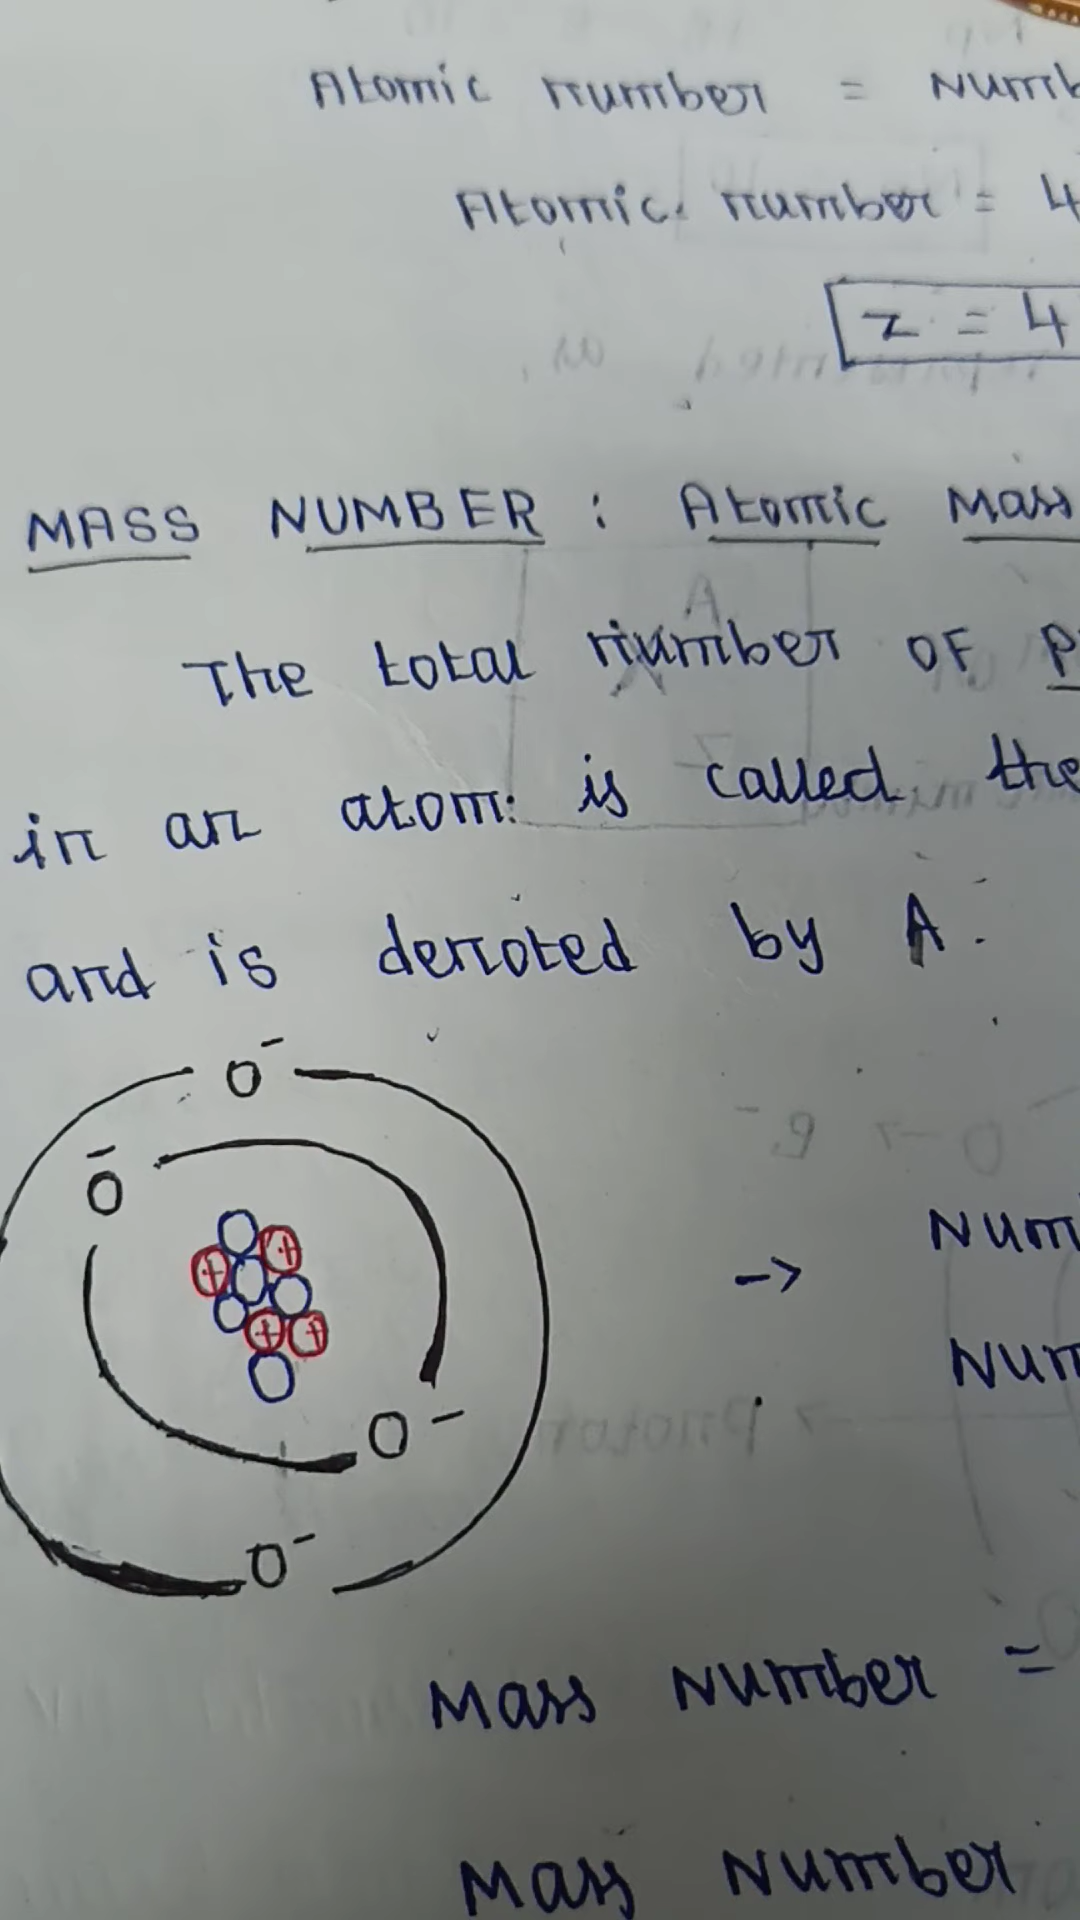 Atomic number = Numb
Atomic number = 4
z = 4
MASS NUMBER : Atomic Mass
The total number OF P
in an atom is called the
and is denoted by A.
Num
->
Num
Mass Number =
Mass Number